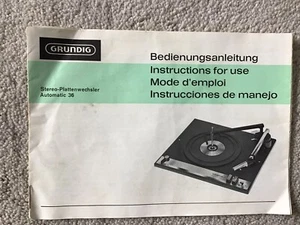 GRUNDIG
Stereo-Plattenwechsler
Automatic 36
Bedienungsanleitung
Instructions for use
Mode d'emploi
Instrucciones de manejo